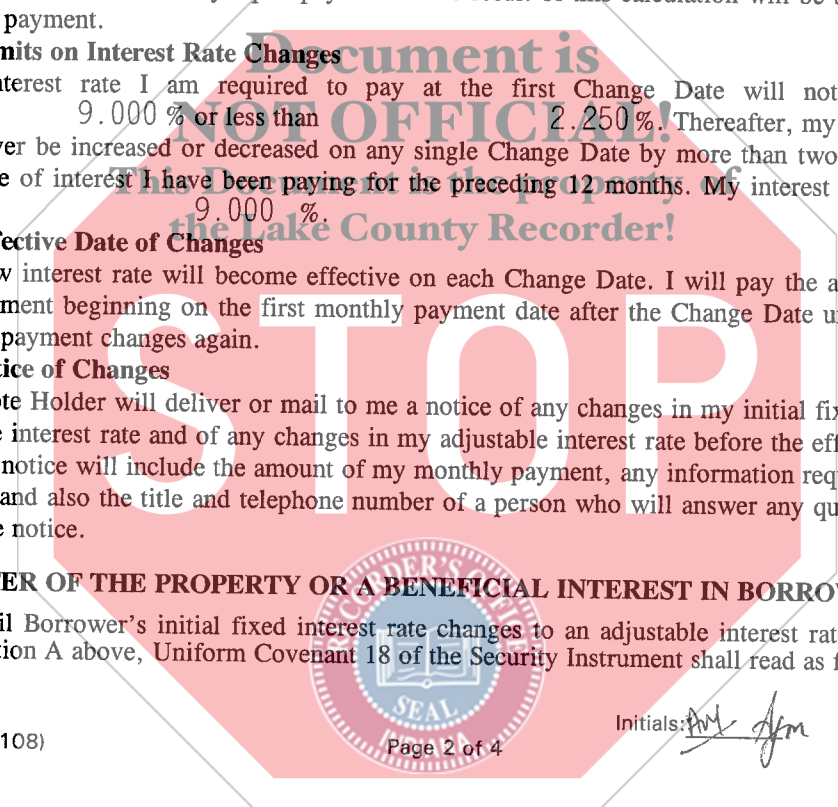 payment.
mits on Interest Rate Changes
nterest rate I am required to pay at the first Change Date will not
9.000 % or less than 2.250 %. Thereafter, my
er be increased or decreased on any single Change Date by more than two
e of interest I have been paying for the preceding 12 months. My interest
9.000 %.
fective Date of Changes
w interest rate will become effective on each Change Date. I will pay the a
ment beginning on the first monthly payment date after the Change Date u
payment changes again.
tice of Changes
te Holder will deliver or mail to me a notice of any changes in my initial fix
e interest rate and of any changes in my adjustable interest rate before the eff
notice will include the amount of my monthly payment, any information req
and also the title and telephone number of a person who will answer any qu
e notice.
ER OF THE PROPERTY OR A BENEFICIAL INTEREST IN BORRO
il Borrower's initial fixed interest rate changes to an adjustable interest rat
tion A above, Uniform Covenant 18 of the Security Instrument shall read as f
Initials:
108)
Page 2 of 4
Document is
NOT OFFICIAL!
This Document is the property of
the Lake County Recorder!
STOP
RECORDER'S OFFICE
SEAL
INDIANA